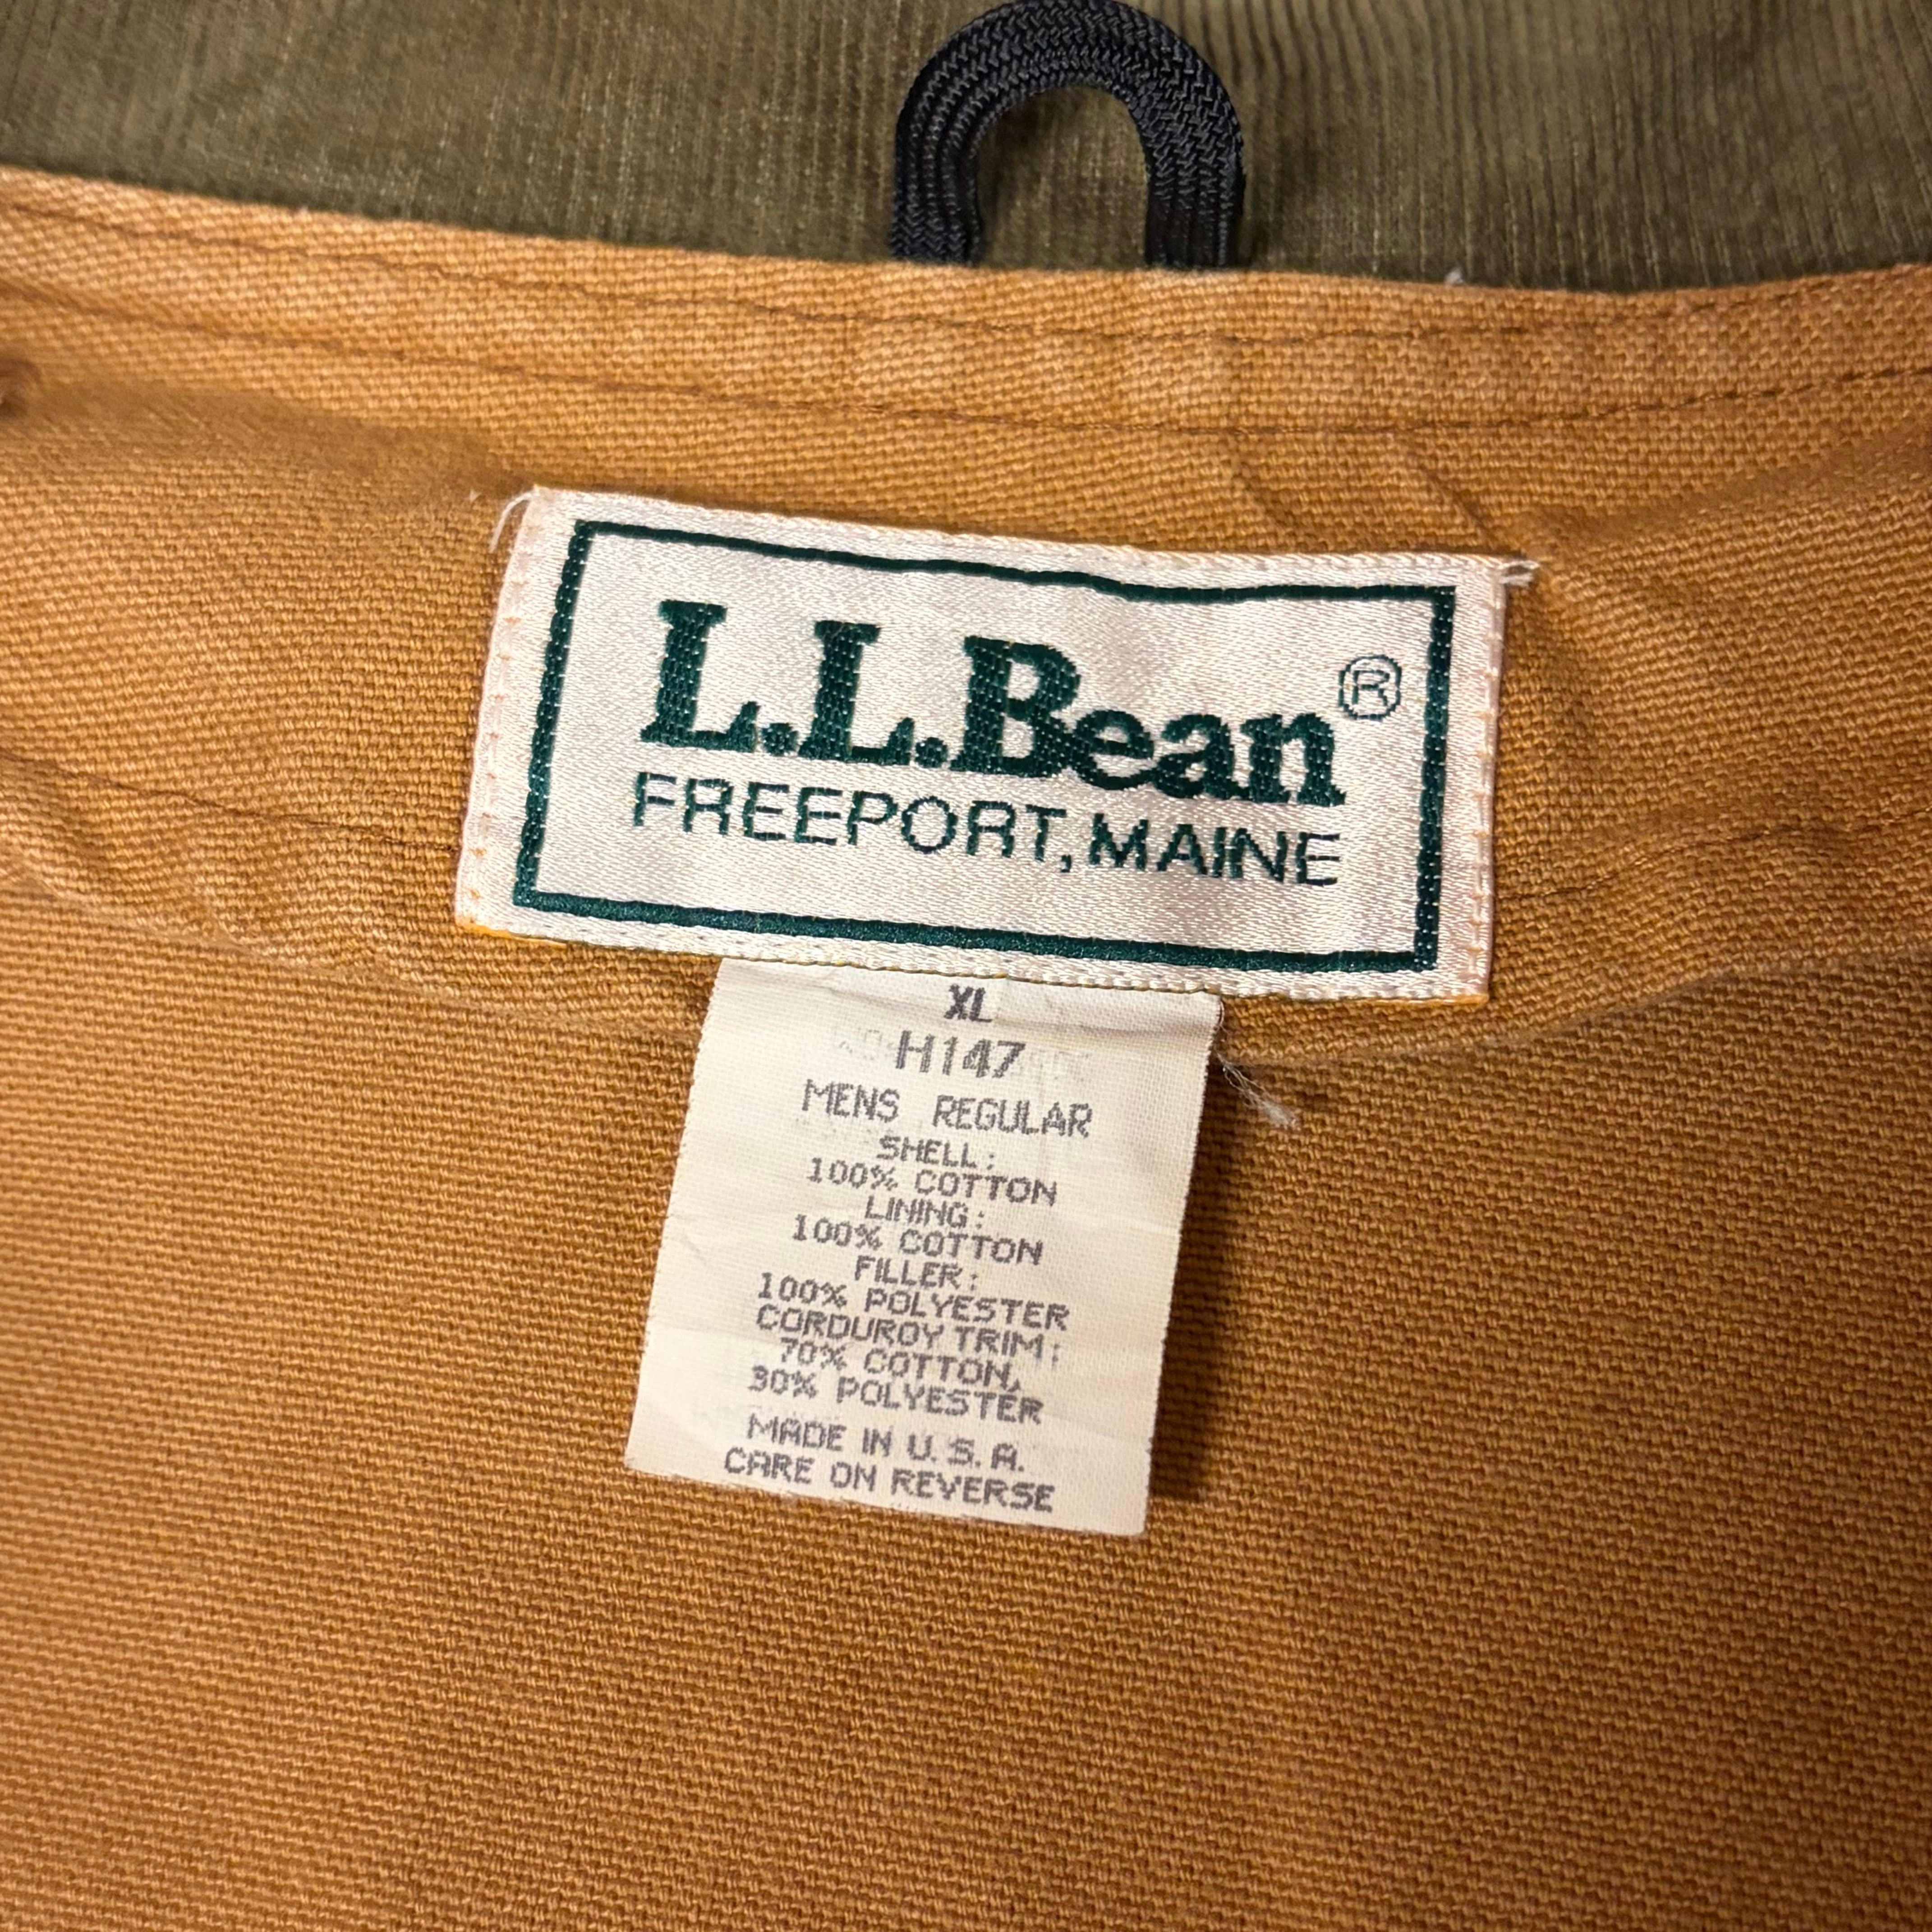 L.L.Bean®
FREEPORT, MAINE
XL
H147
MENS REGULAR
SHELL:
100% COTTON
LINING:
100% COTTON
FILLER:
100% POLYESTER
CORDUROY TRIM:
70% COTTON,
30% POLYESTER
MADE IN U.S.A.
CARE ON REVERSE